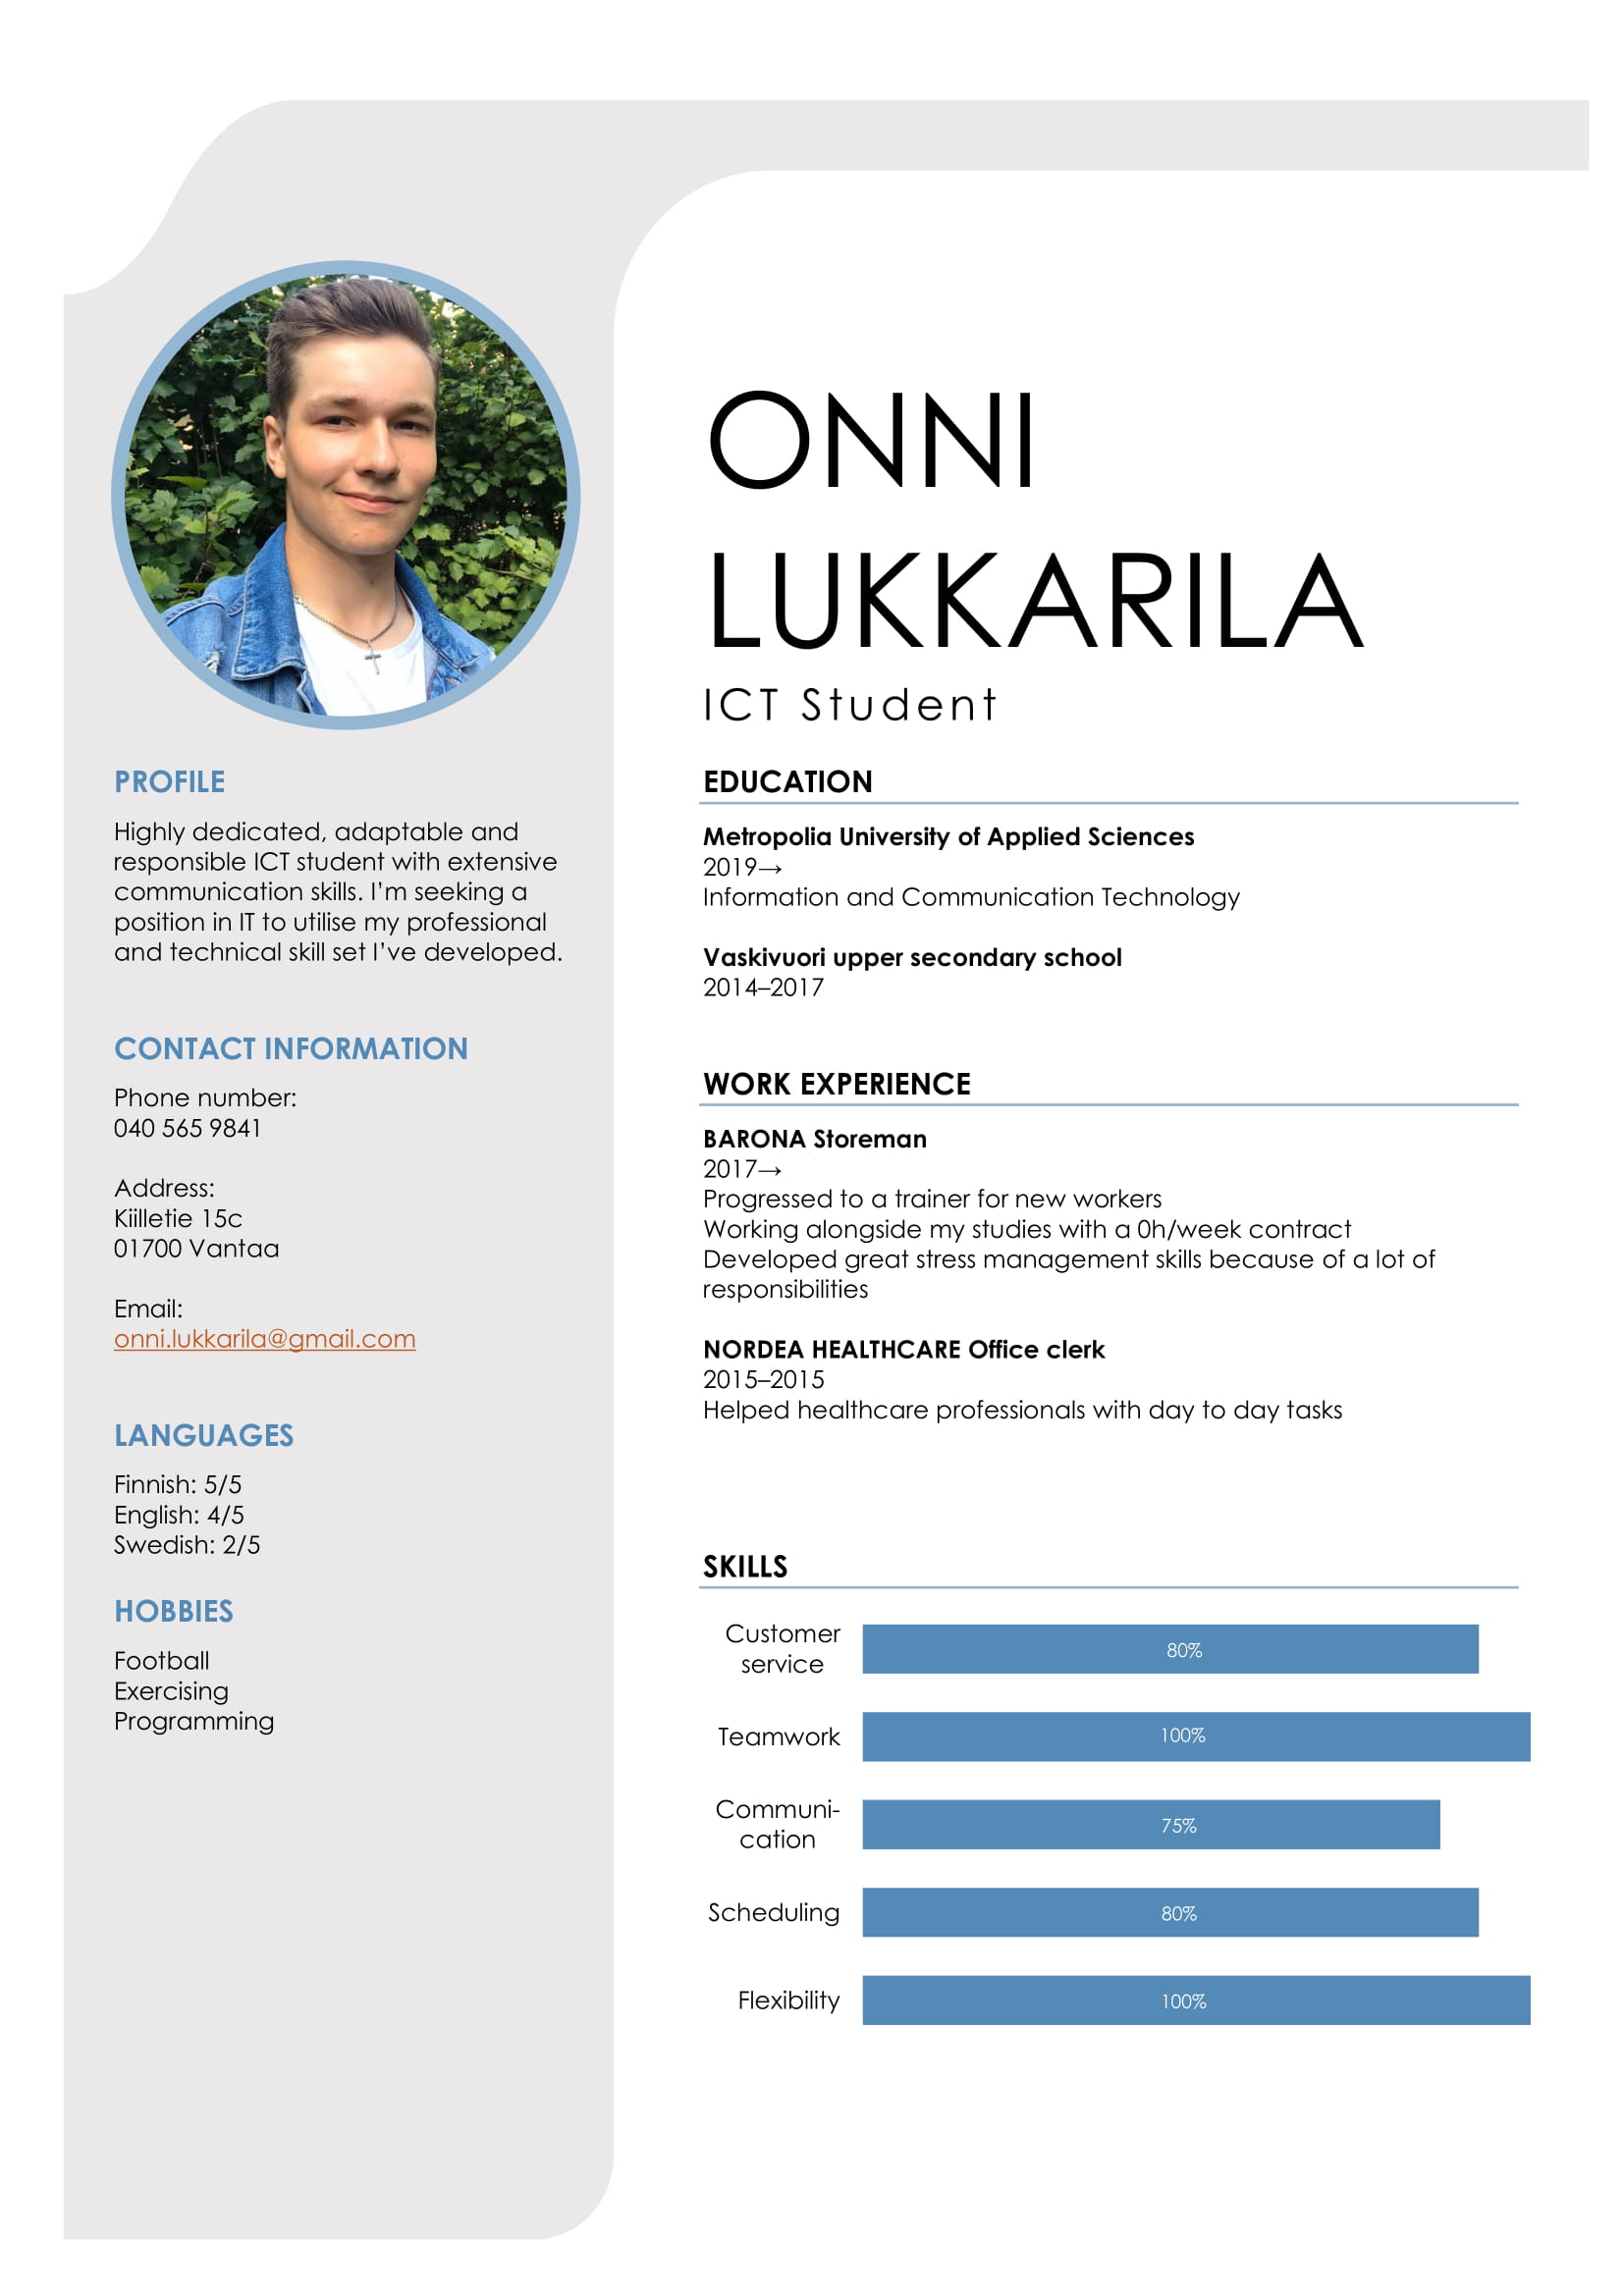 ONNI
LUKKARILA
ICT Student
PROFILE
Highly dedicated, adaptable and
responsible ICT student with extensive
communication skills. I’m seeking a
position in IT to utilise my professional
and technical skill set I’ve developed.
CONTACT INFORMATION
Phone number:
040 565 9841
Address:
Kiilletie 15c
01700 Vantaa
Email:
onni.lukkarila@gmail.com
LANGUAGES
Finnish: 5/5
English: 4/5
Swedish: 2/5
HOBBIES
Football
Exercising
Programming
EDUCATION
Metropolia University of Applied Sciences
2019→
Information and Communication Technology
Vaskivuori upper secondary school
2014–2017
WORK EXPERIENCE
BARONA Storeman
2017→
Progressed to a trainer for new workers
Working alongside my studies with a 0h/week contract
Developed great stress management skills because of a lot of
responsibilities
NORDEA HEALTHCARE Office clerk
2015–2015
Helped healthcare professionals with day to day tasks
SKILLS
Customer
service
80%
Teamwork
100%
Communi-
cation
75%
Scheduling
80%
Flexibility
100%